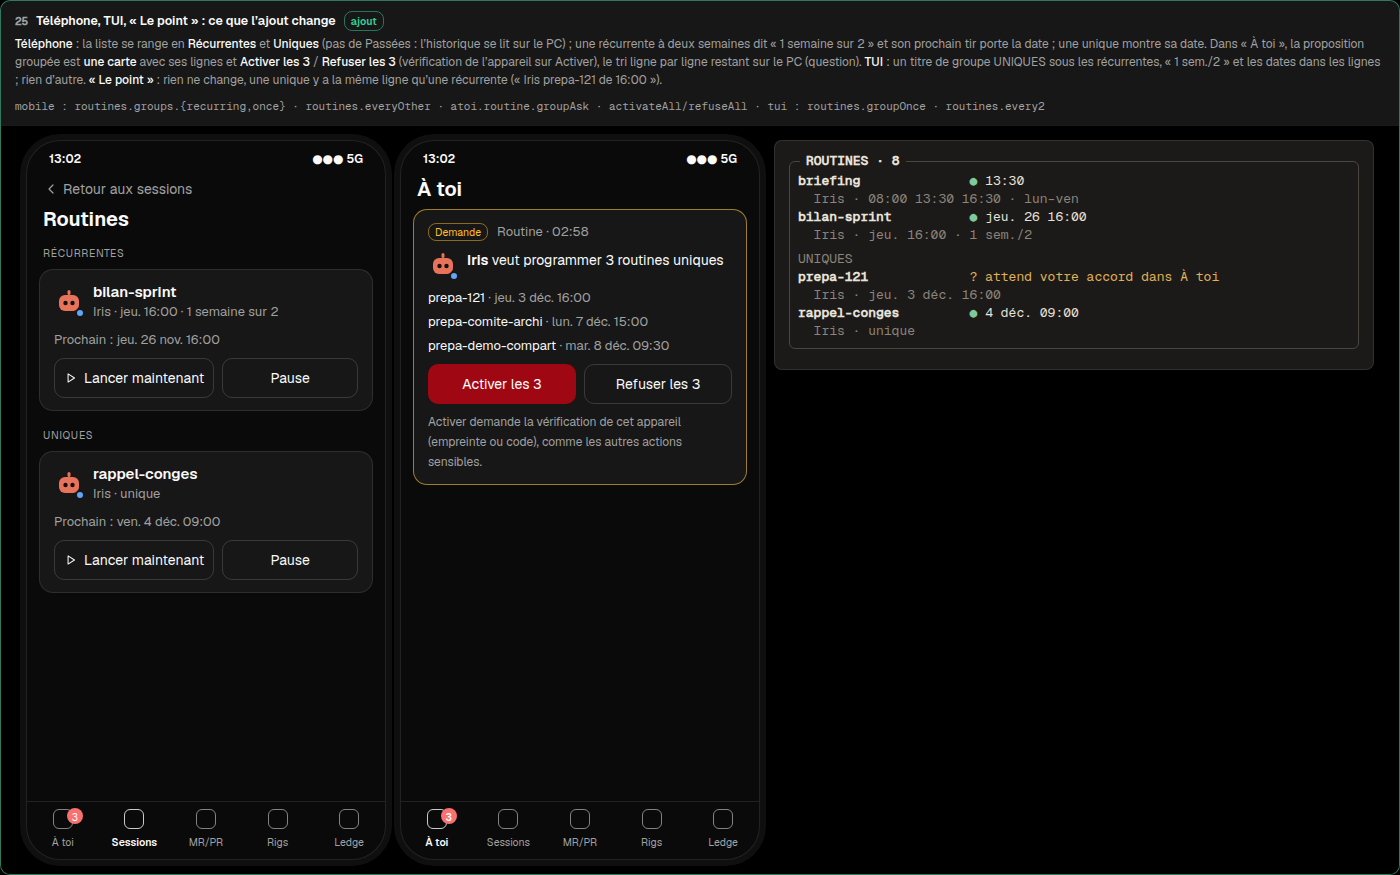 25 Téléphone, TUI, « Le point » : ce que l'ajout change ajout
Téléphone : la liste se range en Récurrentes et Uniques (pas de Passées : l'historique se lit sur le PC) ; une récurrente à deux semaines dit « 1 semaine sur 2 » et son prochain tir porte la date ; une unique montre sa date. Dans « À toi », la proposition
groupée est une carte avec ses lignes et Activer les 3 / Refuser les 3 (vérification de l'appareil sur Activer), le tri ligne par ligne restant sur le PC (question). TUI : un titre de groupe UNIQUES sous les récurrentes, « 1 sem./2 » et les dates dans les lignes
; rien d'autre. « Le point » : rien ne change, une unique y a la même ligne qu'une récurrente (« Iris prepa-121 de 16:00 »).
mobile : routines.groups.{recurring,once} · routines.everyOther · atoi.routine.groupAsk · activateAll/refuseAll · tui : routines.groupOnce · routines.every2
13:02
5G
Retour aux sessions
Routines
RÉCURRENTES
bilan-sprint
Iris · jeu. 16:00 · 1 semaine sur 2
Prochain : jeu. 26 nov. 16:00
Lancer maintenant
Pause
UNIQUES
rappel-conges
Iris · unique
Prochain : ven. 4 déc. 09:00
Lancer maintenant
Pause
3
À toi
Sessions
MR/PR
Rigs
Ledge
13:02
5G
À toi
Demande Routine · 02:58
Iris veut programmer 3 routines uniques
prepa-121 · jeu. 3 déc. 16:00
prepa-comite-archi · lun. 7 déc. 15:00
prepa-demo-compart · mar. 8 déc. 09:30
Activer les 3
Refuser les 3
Activer demande la vérification de cet appareil
(empreinte ou code), comme les autres actions
sensibles.
3
À toi
Sessions
MR/PR
Rigs
Ledge
ROUTINES · 8
briefing ● 13:30
Iris · 08:00 13:30 16:30 · lun-ven
bilan-sprint ● jeu. 26 16:00
Iris · jeu. 16:00 · 1 sem./2
UNIQUES
prepa-121 ? attend votre accord dans À toi
Iris · jeu. 3 déc. 16:00
rappel-conges ● 4 déc. 09:00
Iris · unique